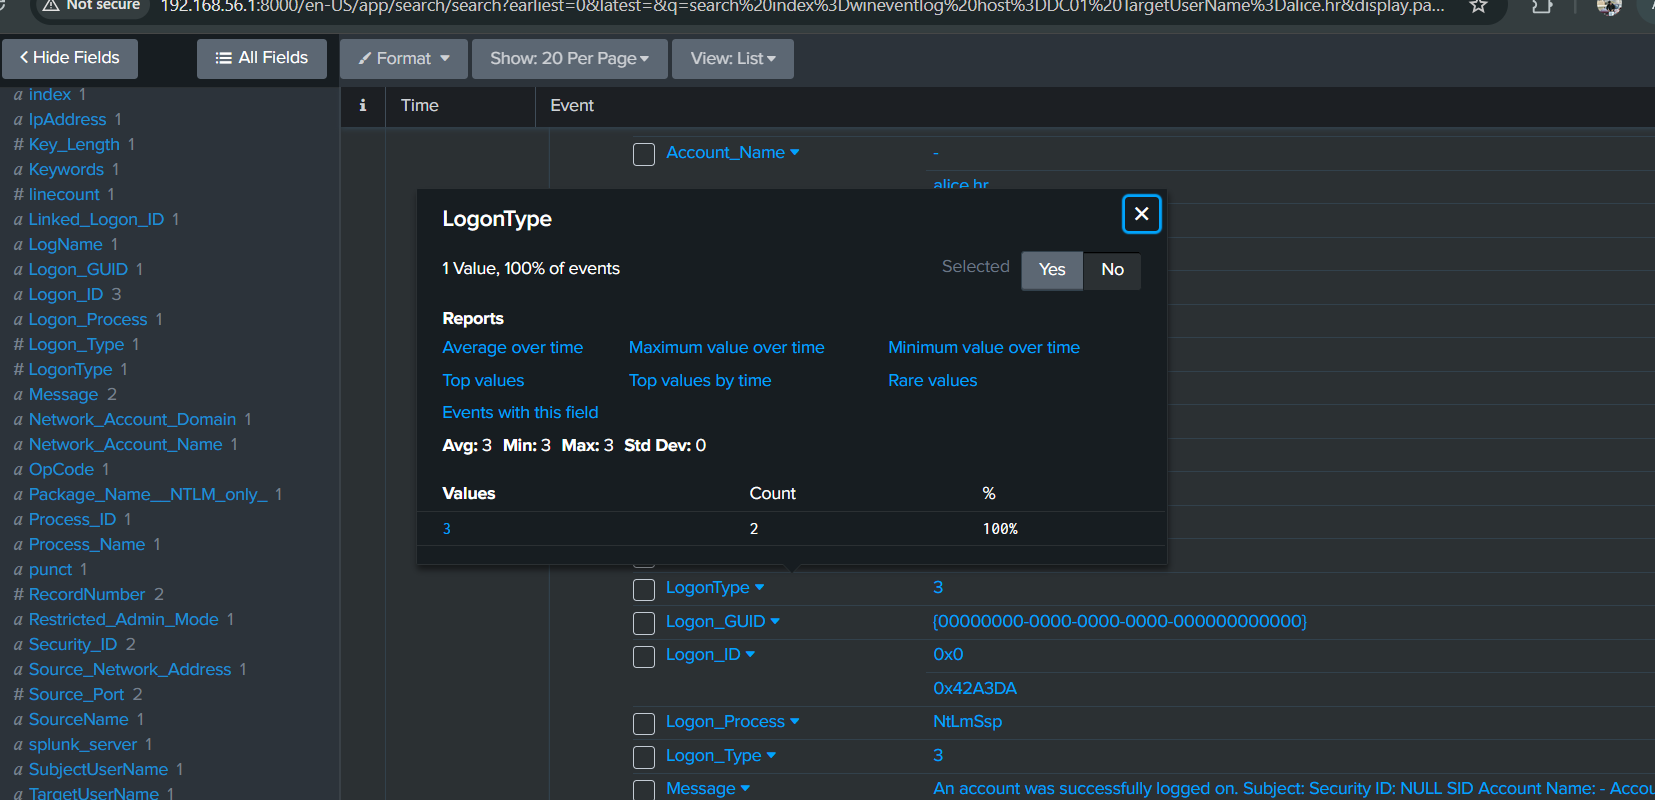 Not secure 192.168.56.1:8000/en-US/app/search/search?earliest=0&latest=&q=search%20index%3Dwineventlog%20host%3DDC01%20TargetUserName%3Dalice.hr&display.pa...
Hide Fields All Fields Format Show: 20 Per Page View: List
i Time Event
a index 1
a IpAddress 1
# Key_Length 1
a Keywords 1
# linecount 1
a Linked_Logon_ID 1
a LogName 1
a Logon_GUID 1
a Logon_ID 3
a Logon_Process 1
# Logon_Type 1
# LogonType 1
a Message 2
a Network_Account_Domain 1
a Network_Account_Name 1
a OpCode 1
a Package_Name__NTLM_only_ 1
a Process_ID 1
a Process_Name 1
a punct 1
# RecordNumber 2
a Restricted_Admin_Mode 1
a Security_ID 2
a Source_Network_Address 1
# Source_Port 2
a SourceName 1
a splunk_server 1
a SubjectUserName 1
a TargetUserName 1
Account_Name -
alice.hr
LogonType
1 Value, 100% of events Selected Yes No
Reports
Average over time Maximum value over time Minimum value over time
Top values Top values by time Rare values
Events with this field
Avg: 3 Min: 3 Max: 3 Std Dev: 0
Values Count %
3 2 100%
LogonType 3
Logon_GUID {00000000-0000-0000-0000-000000000000}
Logon_ID 0x0
0x42A3DA
Logon_Process NtLmSsp
Logon_Type 3
Message An account was successfully logged on. Subject: Security ID: NULL SID Account Name: - Accou